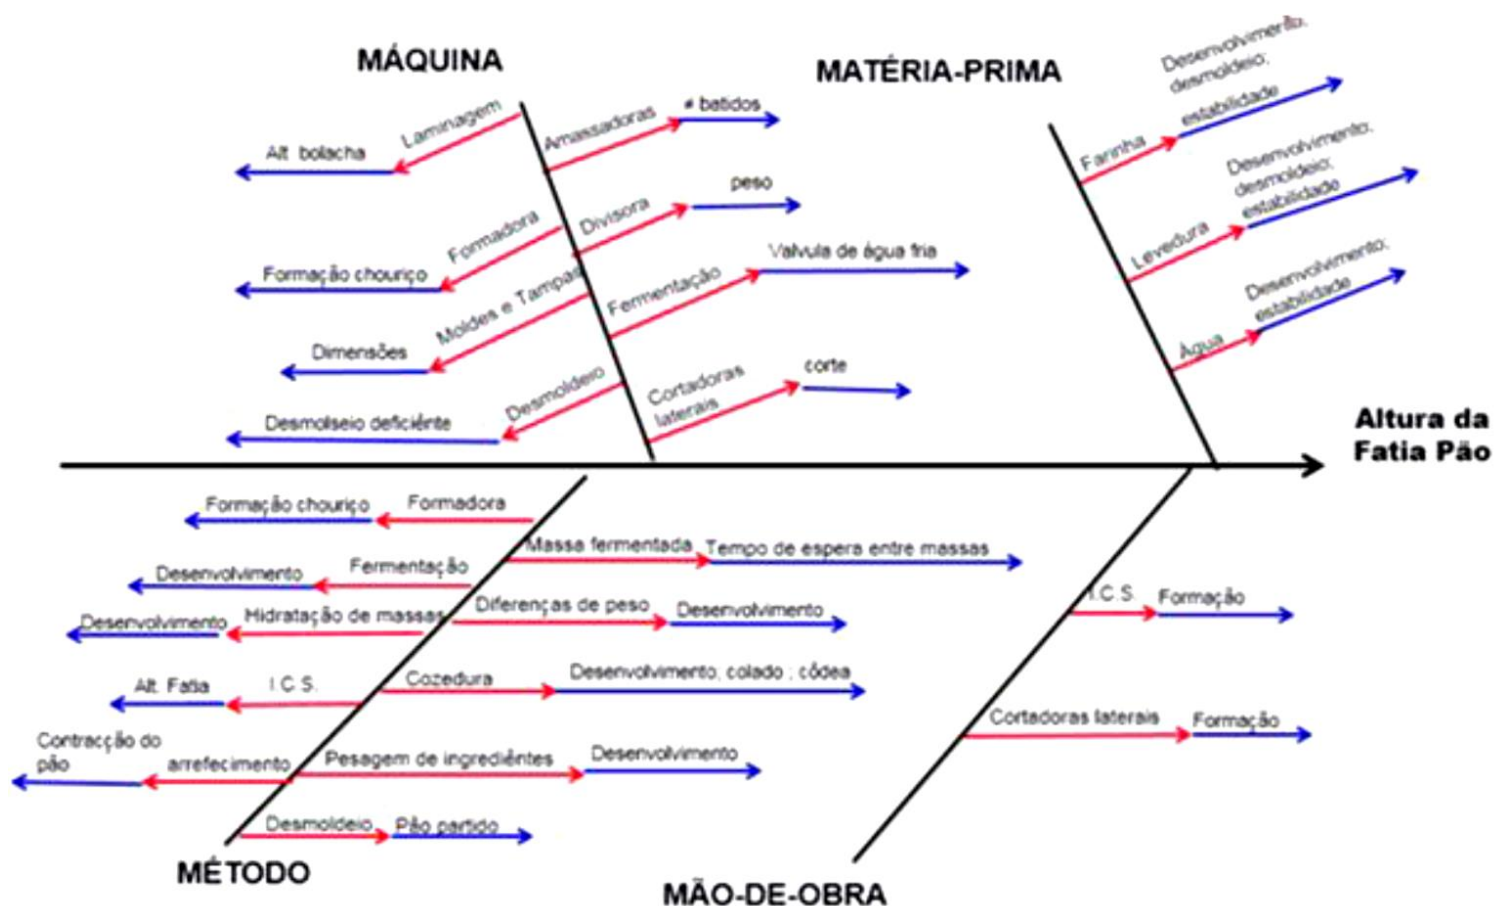 MÁQUINA
MATÉRIA-PRIMA
Laminagem
Alt. bolacha
Amassadoras
≠ batidos
Formadora
Formação chouriço
Divisora
peso
Moldes e Tampas
Dimensões
Fermentação
Valvula de água fria
Desmoldeio
Desmolseio deficiênte
Cortadoras
laterais
corte
Farinha
Desenvolvimento;
desmoldeio;
estabilidade
Levedura
Desenvolvimento;
desmoldeio;
estabilidade
Água
Desenvolvimento;
estabilidade
Altura da
Fatia Pão
Formadora
Formação chouriço
Massa fermentada
Tempo de espera entre massas
Fermentação
Desenvolvimento
Diferenças de peso
Desenvolvimento
Hidratação de massas
Desenvolvimento
Cozedura
Desenvolvimento; colado ; côdea
I.C.S.
Alt. Fatia
Pesagem de ingrediêntes
Desenvolvimento
arrefecimento
Contracção do
pão
Desmoldeio
Pão partido
MÉTODO
I.C.S.
Formação
Cortadoras laterais
Formação
MÃO-DE-OBRA